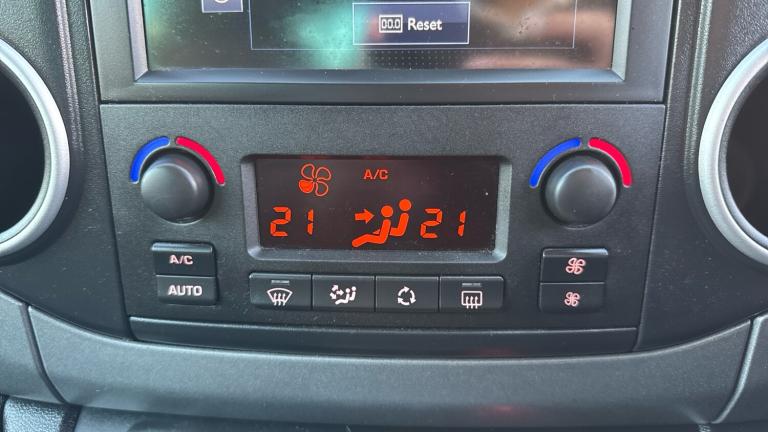 00.0 Reset
A/C
21 21
A/C
AUTO